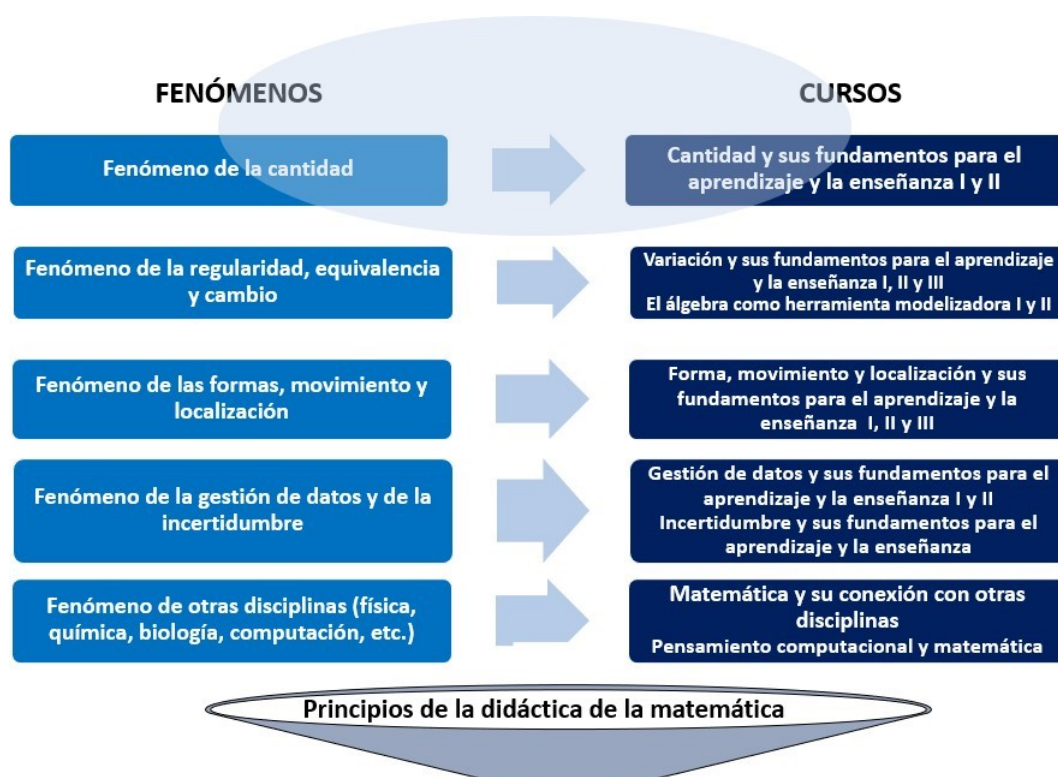 FENÓMENOS
CURSOS
Fenómeno de la cantidad
Cantidad y sus fundamentos para el
aprendizaje y la enseñanza I y II
Fenómeno de la regularidad, equivalencia
y cambio
Variación y sus fundamentos para el aprendizaje
y la enseñanza I, II y III
El álgebra como herramienta modelizadora I y II
Fenómeno de las formas, movimiento y
localización
Forma, movimiento y localización y sus
fundamentos para el aprendizaje y la
enseñanza I, II y III
Fenómeno de la gestión de datos y de la
incertidumbre
Gestión de datos y sus fundamentos para el
aprendizaje y la enseñanza I y II
Incertidumbre y sus fundamentos para el
aprendizaje y la enseñanza
Fenómeno de otras disciplinas (física,
química, biología, computación, etc.)
Matemática y su conexión con otras
disciplinas
Pensamiento computacional y matemática
Principios de la didáctica de la matemática